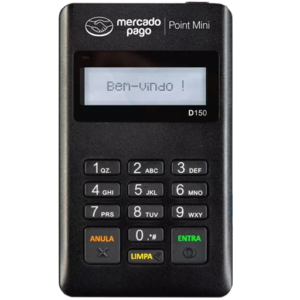 mercado pago | Point Mini
Bem-vindo !
D150
1 QZ. 2 ABC 3 DEF
4 GHI 5 JKL 6 MNO
7 PRS 8 TUV 9 WXY
ANULA 0 .*# ENTRA
LIMPA